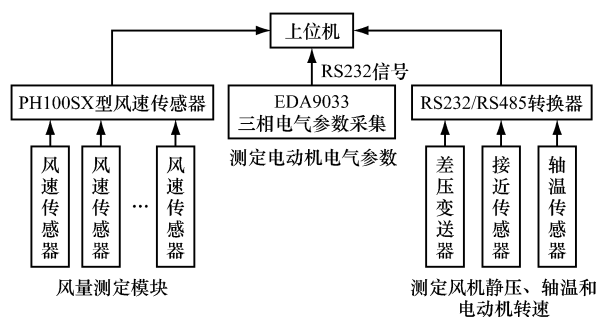 上位机
RS232信号
PH100SX型风速传感器
EDA9033
三相电气参数采集
RS232/RS485转换器
测定电动机电气参数
风速传感器
风速传感器
…
风速传感器
差压变送器
接近传感器
轴温传感器
风量测定模块
测定风机静压、轴温和
电动机转速